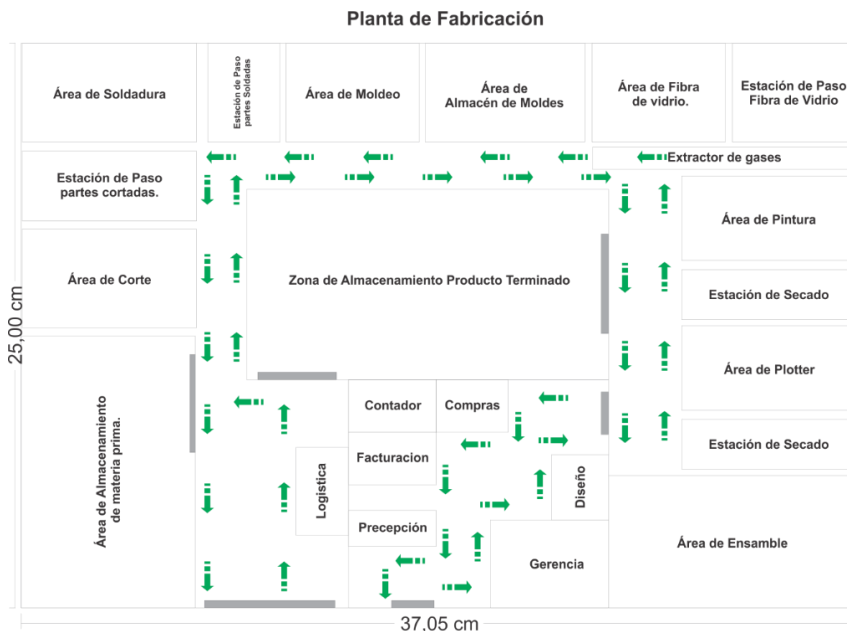 Planta de Fabricación
Área de Soldadura
Estación de Paso
partes Soldadas
Área de Moldeo
Área de
Almacén de Moldes
Área de Fibra
de vidrio.
Estación de Paso
Fibra de Vidrio
Extractor de gases
Estación de Paso
partes cortadas.
Área de Corte
Zona de Almacenamiento Producto Terminado
Área de Pintura
Estación de Secado
Área de Plotter
Estación de Secado
25,00 cm
Área de Almacenamiento
de matería prima.
Contador
Compras
Facturacion
Logística
Precepción
Diseño
Gerencia
Área de Ensamble
37,05 cm